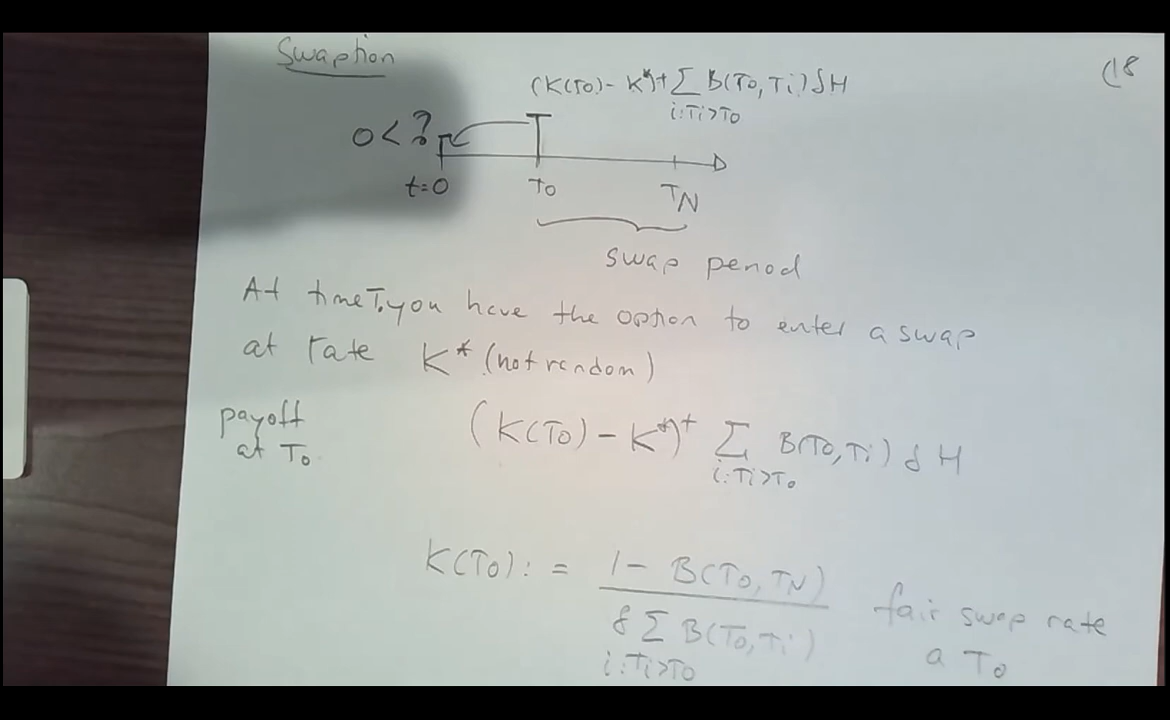 Swaption
(18
(K(T0) - K*)+ ∑ B(T0, Ti) δ H
i:Ti>T0
0 < ?
t=0 T0 TN
swap period
At time T0 you have the option to enter a swap
at rate K* (not random)
payoff (K(T0) - K*)+ ∑ B(T0, Ti) δ H
at T0 i:Ti>T0
K(T0) := 1 - B(T0, TN) fair swap rate
δ ∑ B(T0, Ti) a T0
i:Ti>T0